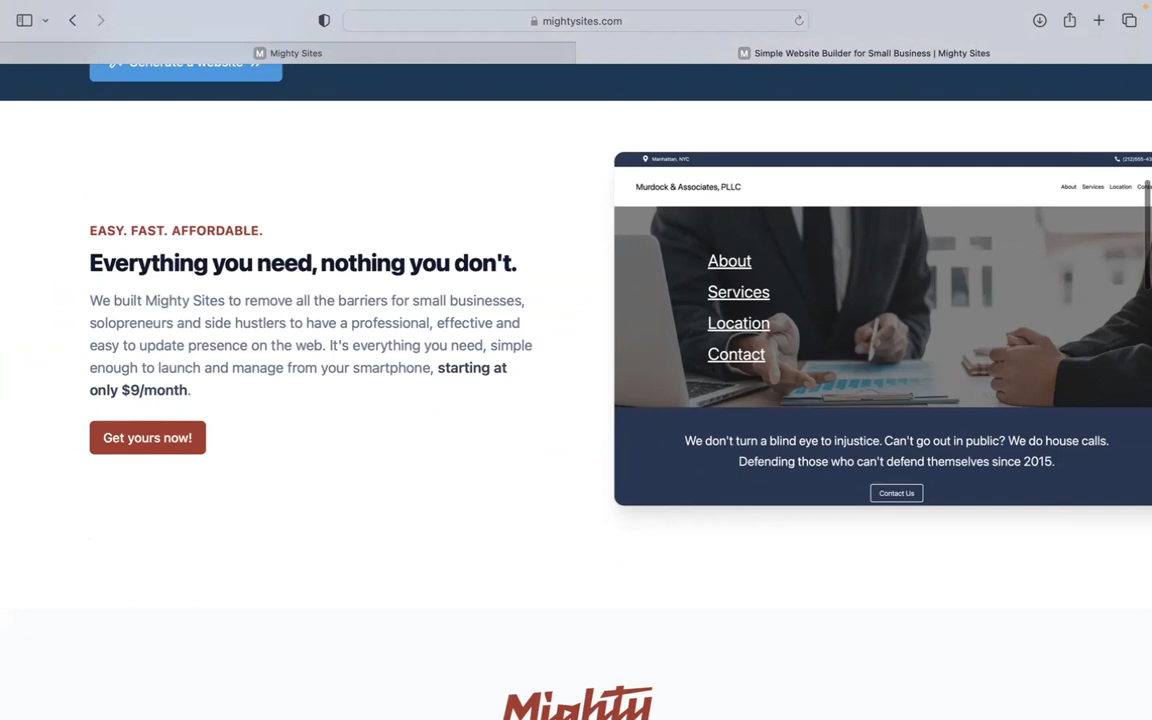 mightysites.com
Mighty Sites
Simple Website Builder for Small Business | Mighty Sites
Generate a website
EASY. FAST. AFFORDABLE.
Everything you need, nothing you don't.
We built Mighty Sites to remove all the barriers for small businesses,
solopreneurs and side hustlers to have a professional, effective and
easy to update presence on the web. It's everything you need, simple
enough to launch and manage from your smartphone, starting at
only $9/month.
Get yours now!
Manhattan, NYC
Murdock & Associates, PLLC
About Services Location
About
Services
Location
Contact
We don't turn a blind eye to injustice. Can't go out in public? We do house calls.
Defending those who can't defend themselves since 2015.
Contact Us
Mighty